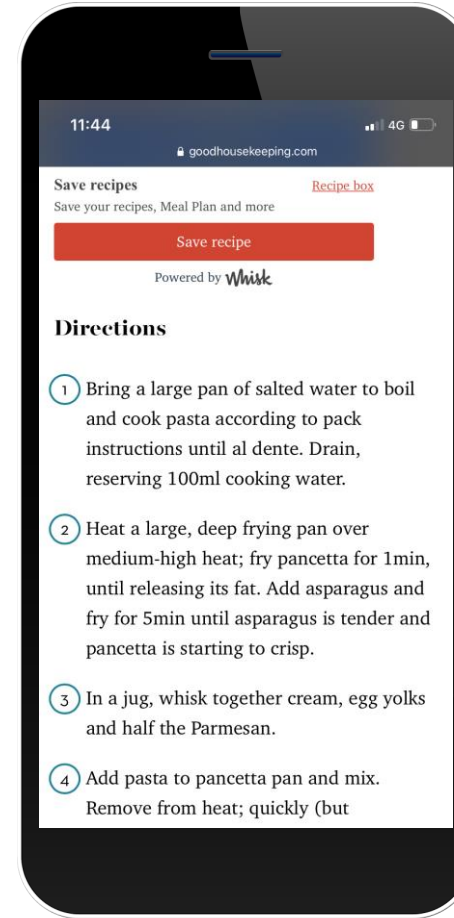 11:44
4G
goodhousekeeping.com
Save recipes Recipe box
Save your recipes, Meal Plan and more
Save recipe
Powered by Whisk
Directions
1 Bring a large pan of salted water to boil
and cook pasta according to pack
instructions until al dente. Drain,
reserving 100ml cooking water.
2 Heat a large, deep frying pan over
medium-high heat; fry pancetta for 1min,
until releasing its fat. Add asparagus and
fry for 5min until asparagus is tender and
pancetta is starting to crisp.
3 In a jug, whisk together cream, egg yolks
and half the Parmesan.
4 Add pasta to pancetta pan and mix.
Remove from heat; quickly (but